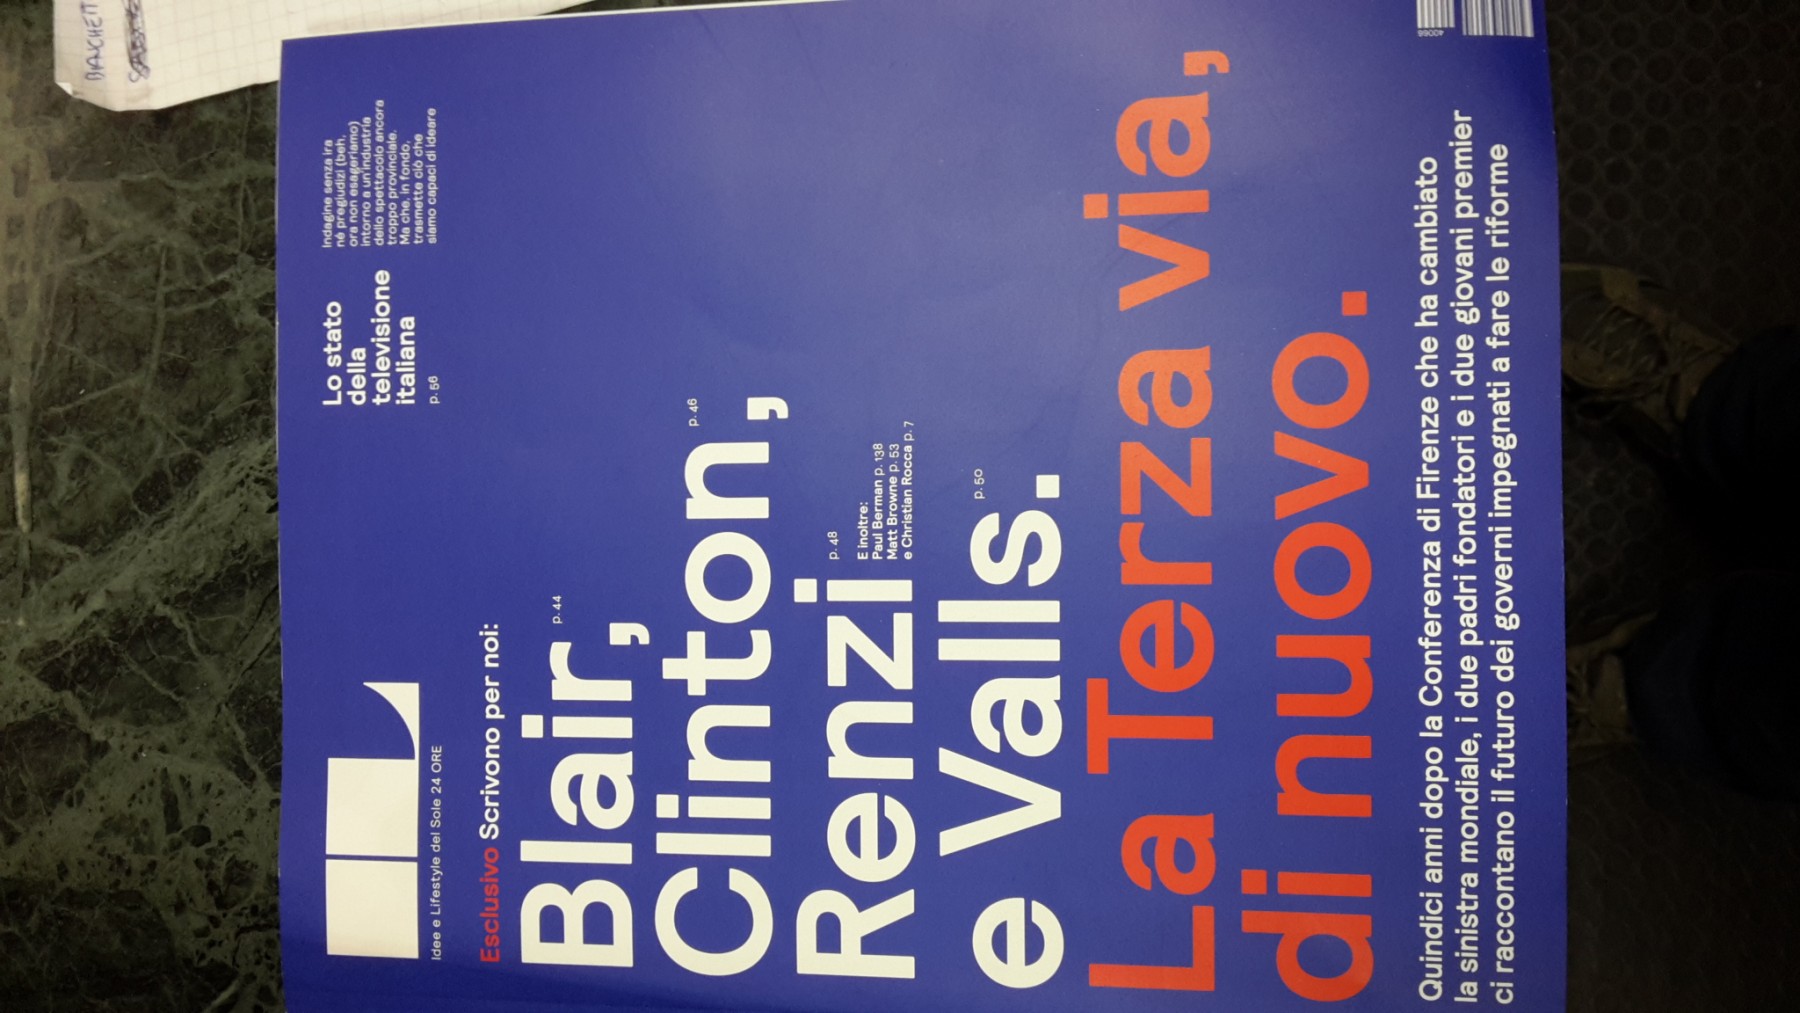 IL
Idee e Lifestyle del Sole 24 ORE
Lo stato
della
televisione
italiana
p. 56
Indagine senza ira
né pregiudizi (beh,
ora non esageriamo)
intorno a un'industria
dello spettacolo ancora
troppo provinciale.
Ma che, in fondo,
trasmette ciò che
siamo capaci di ideare
Esclusivo Scrivono per noi:
Blair, p. 44
Clinton, p. 46
Renzi p. 48
E inoltre:
Paul Berman p. 138
Matt Browne p. 53
e Christian Rocca p. 7
e Valls. p. 50
La Terza via,
di nuovo.
Quindici anni dopo la Conferenza di Firenze che ha cambiato
la sinistra mondiale, i due padri fondatori e i due giovani premier
ci raccontano il futuro dei governi impegnati a fare le riforme
40066